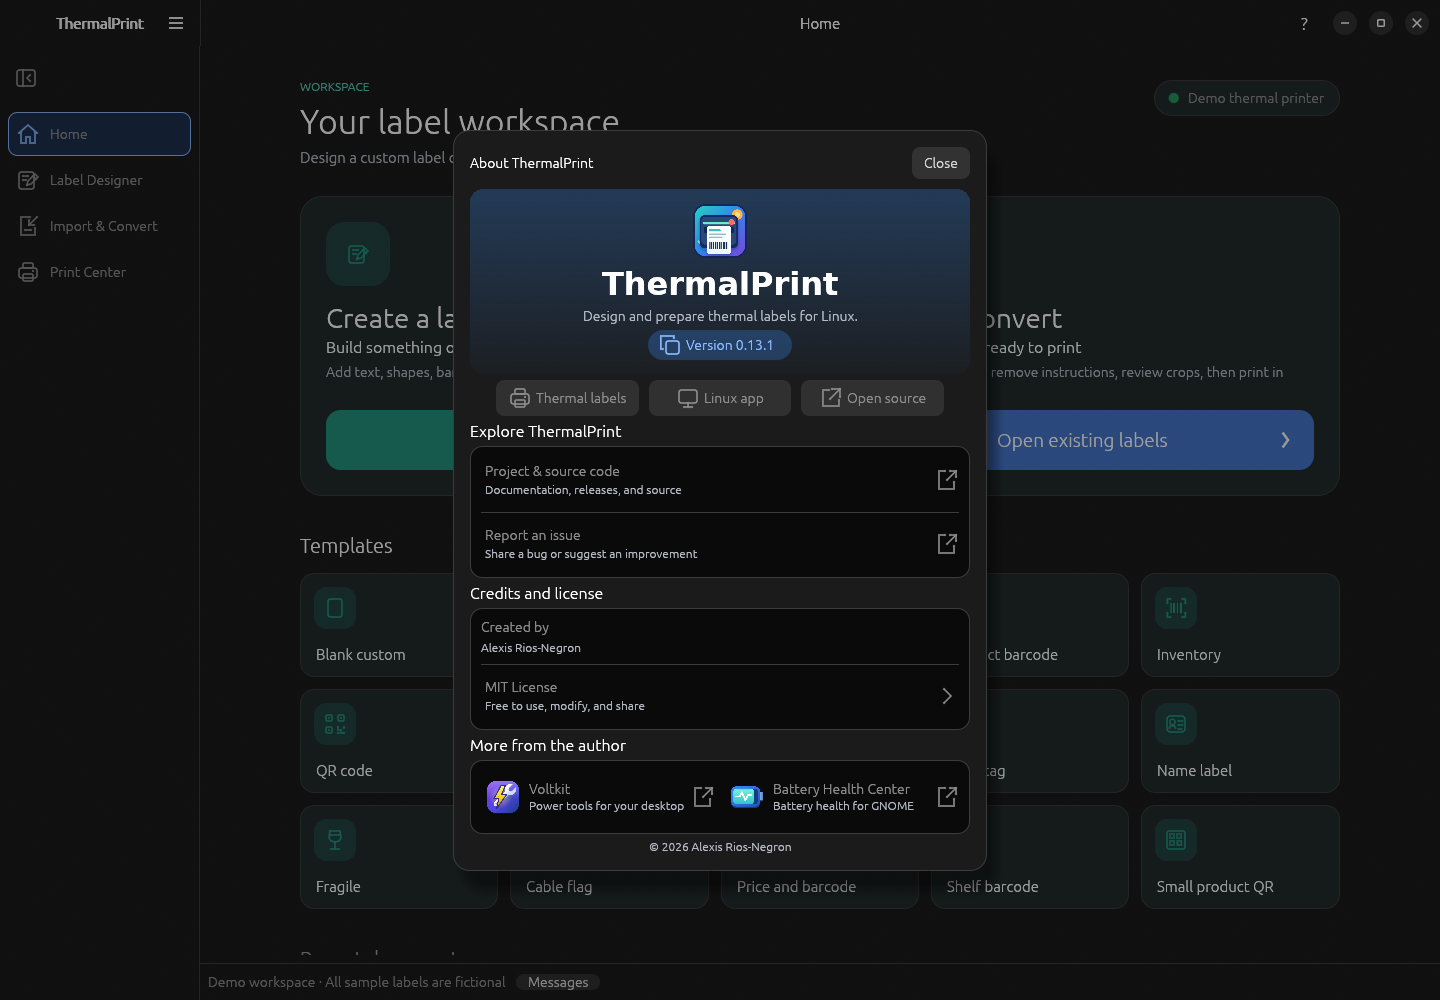 ThermalPrint
Home
?
Home
Label Designer
Import & Convert
Print Center
WORKSPACE
Your label workspace
Design a custom label
Demo thermal printer
Create a
Build something
Add text, shapes,
ready to print
remove instructions, review crops, then print in
Open existing labels
About ThermalPrint
Close
ThermalPrint
Design and prepare thermal labels for Linux.
Version 0.13.1
Thermal labels
Linux app
Open source
Explore ThermalPrint
Project & source code
Documentation, releases, and source
Report an issue
Share a bug or suggest an improvement
Credits and license
Created by
Alexis Rios-Negron
MIT License
Free to use, modify, and share
More from the author
Voltkit
Power tools for your desktop
Battery Health Center
Battery health for GNOME
© 2026 Alexis Rios-Negron
Templates
Blank custom
barcode
Inventory
QR code
Name label
Fragile
Cable flag
Price and barcode
Shelf barcode
Small product QR
Demo workspace · All sample labels are fictional
Messages